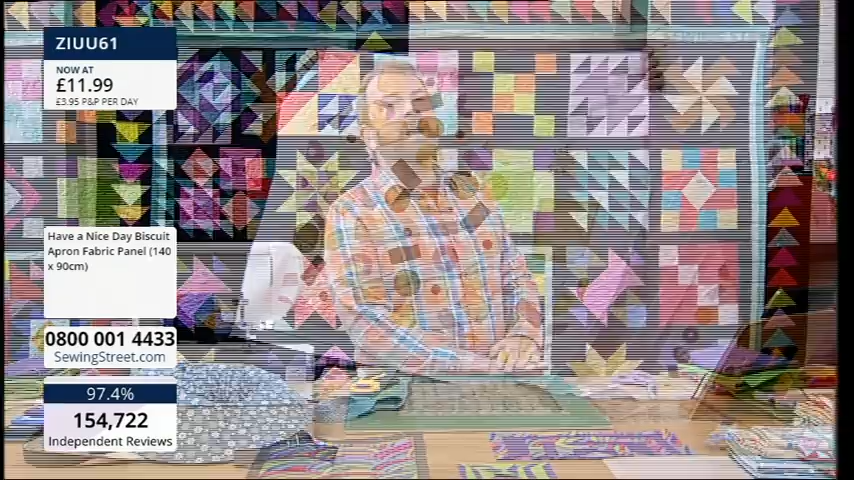 ZIUU61
NOW AT
£11.99
£3.95 P&P PER DAY
Have a Nice Day Biscuit
Apron Fabric Panel (140
x 90cm)
0800 001 4433
SewingStreet.com
97.4%
154,722
Independent Reviews